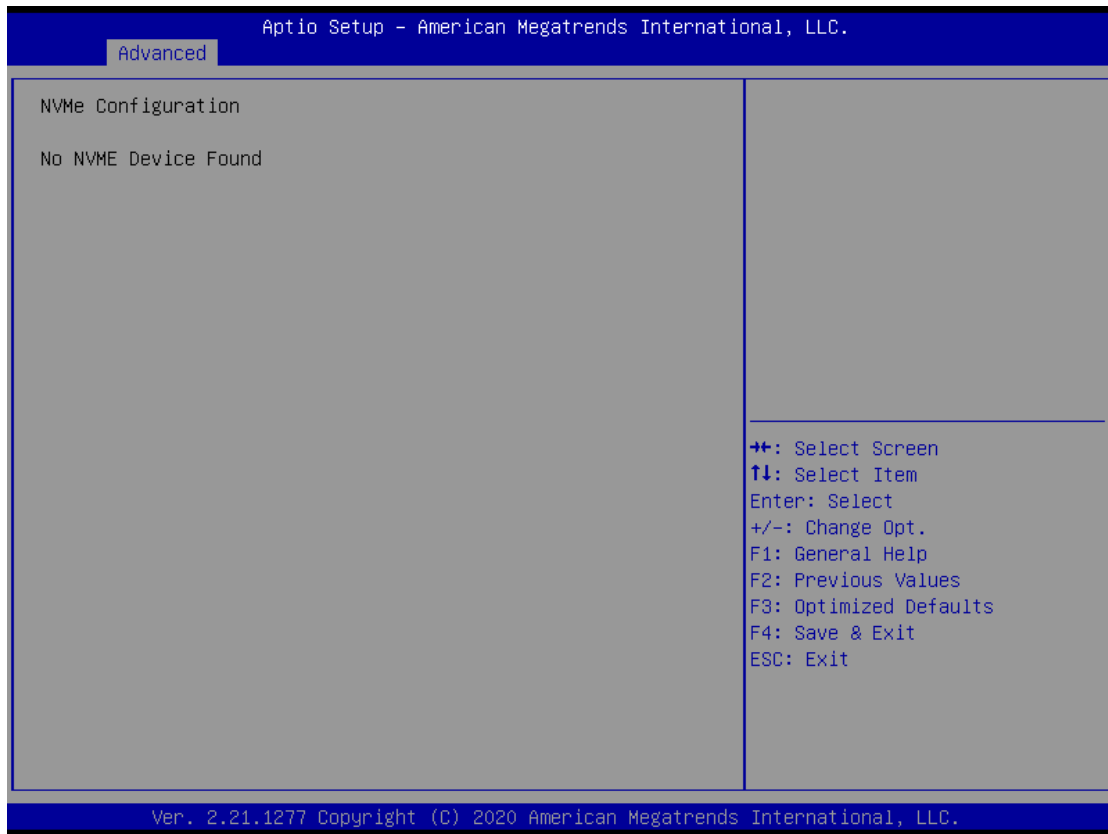 Aptio Setup – American Megatrends International, LLC.
Advanced
NVMe Configuration
No NVME Device Found
→←: Select Screen
↑↓: Select Item
Enter: Select
+/-: Change Opt.
F1: General Help
F2: Previous Values
F3: Optimized Defaults
F4: Save & Exit
ESC: Exit
Ver. 2.21.1277 Copyright (C) 2020 American Megatrends International, LLC.